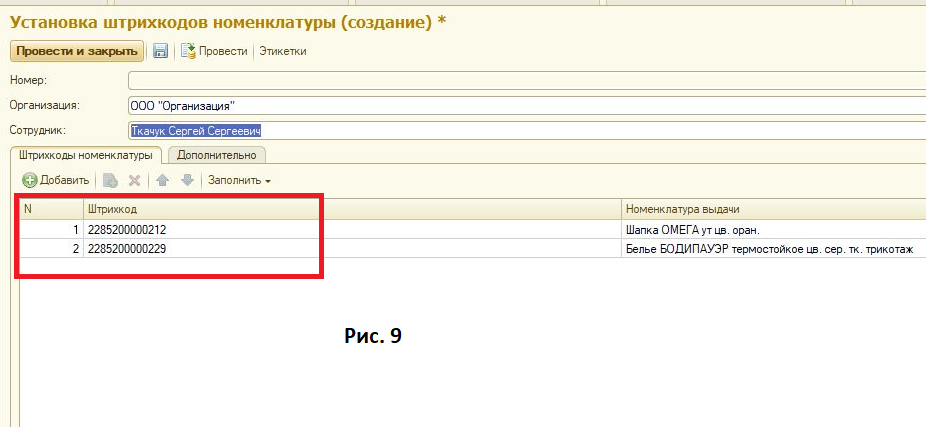 Установка штрихкодов номенклатуры (создание) *
Провести и закрыть Провести Этикетки
Номер:
Организация: ООО "Организация"
Сотрудник: Ткачук Сергей Сергеевич
Штрихкоды номенклатуры Дополнительно
Добавить Заполнить
N Штрихкод Номенклатура выдачи
1 2285200000212 Шапка ОМЕГА ут цв. оран.
2 2285200000229 Белье БОДИПАУЭР термостойкое цв. сер. тк. трикотаж
Рис. 9